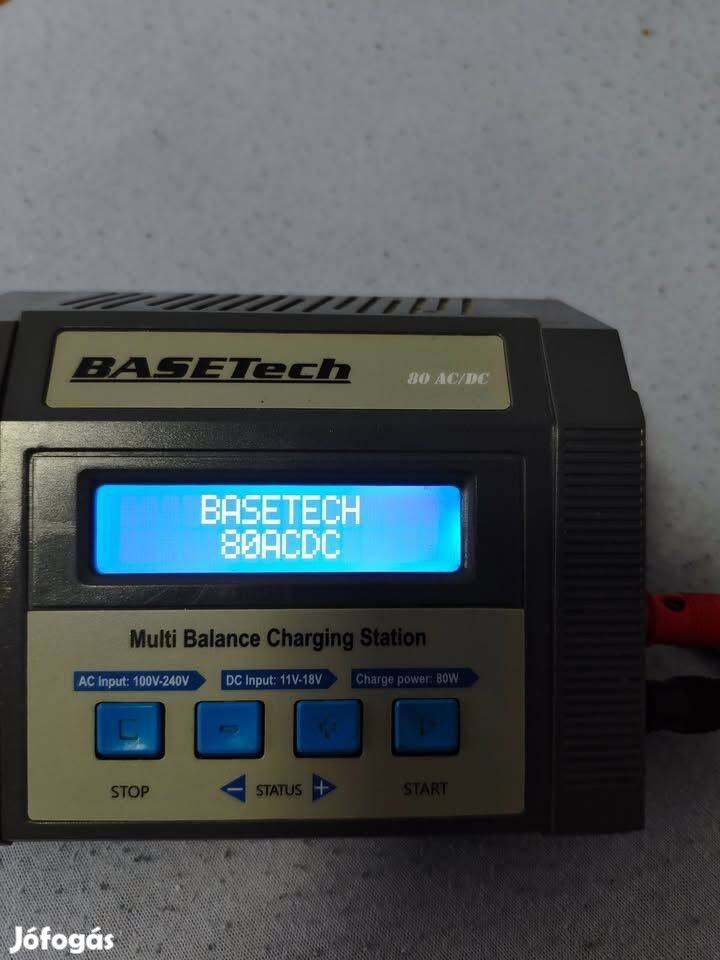 BASETech
80 AC/DC
BASETECH
80ACDC
Multi Balance Charging Station
AC Input: 100V-240V
DC Input: 11V-18V
Charge power: 80W
STOP
- STATUS +
START
Jófogás